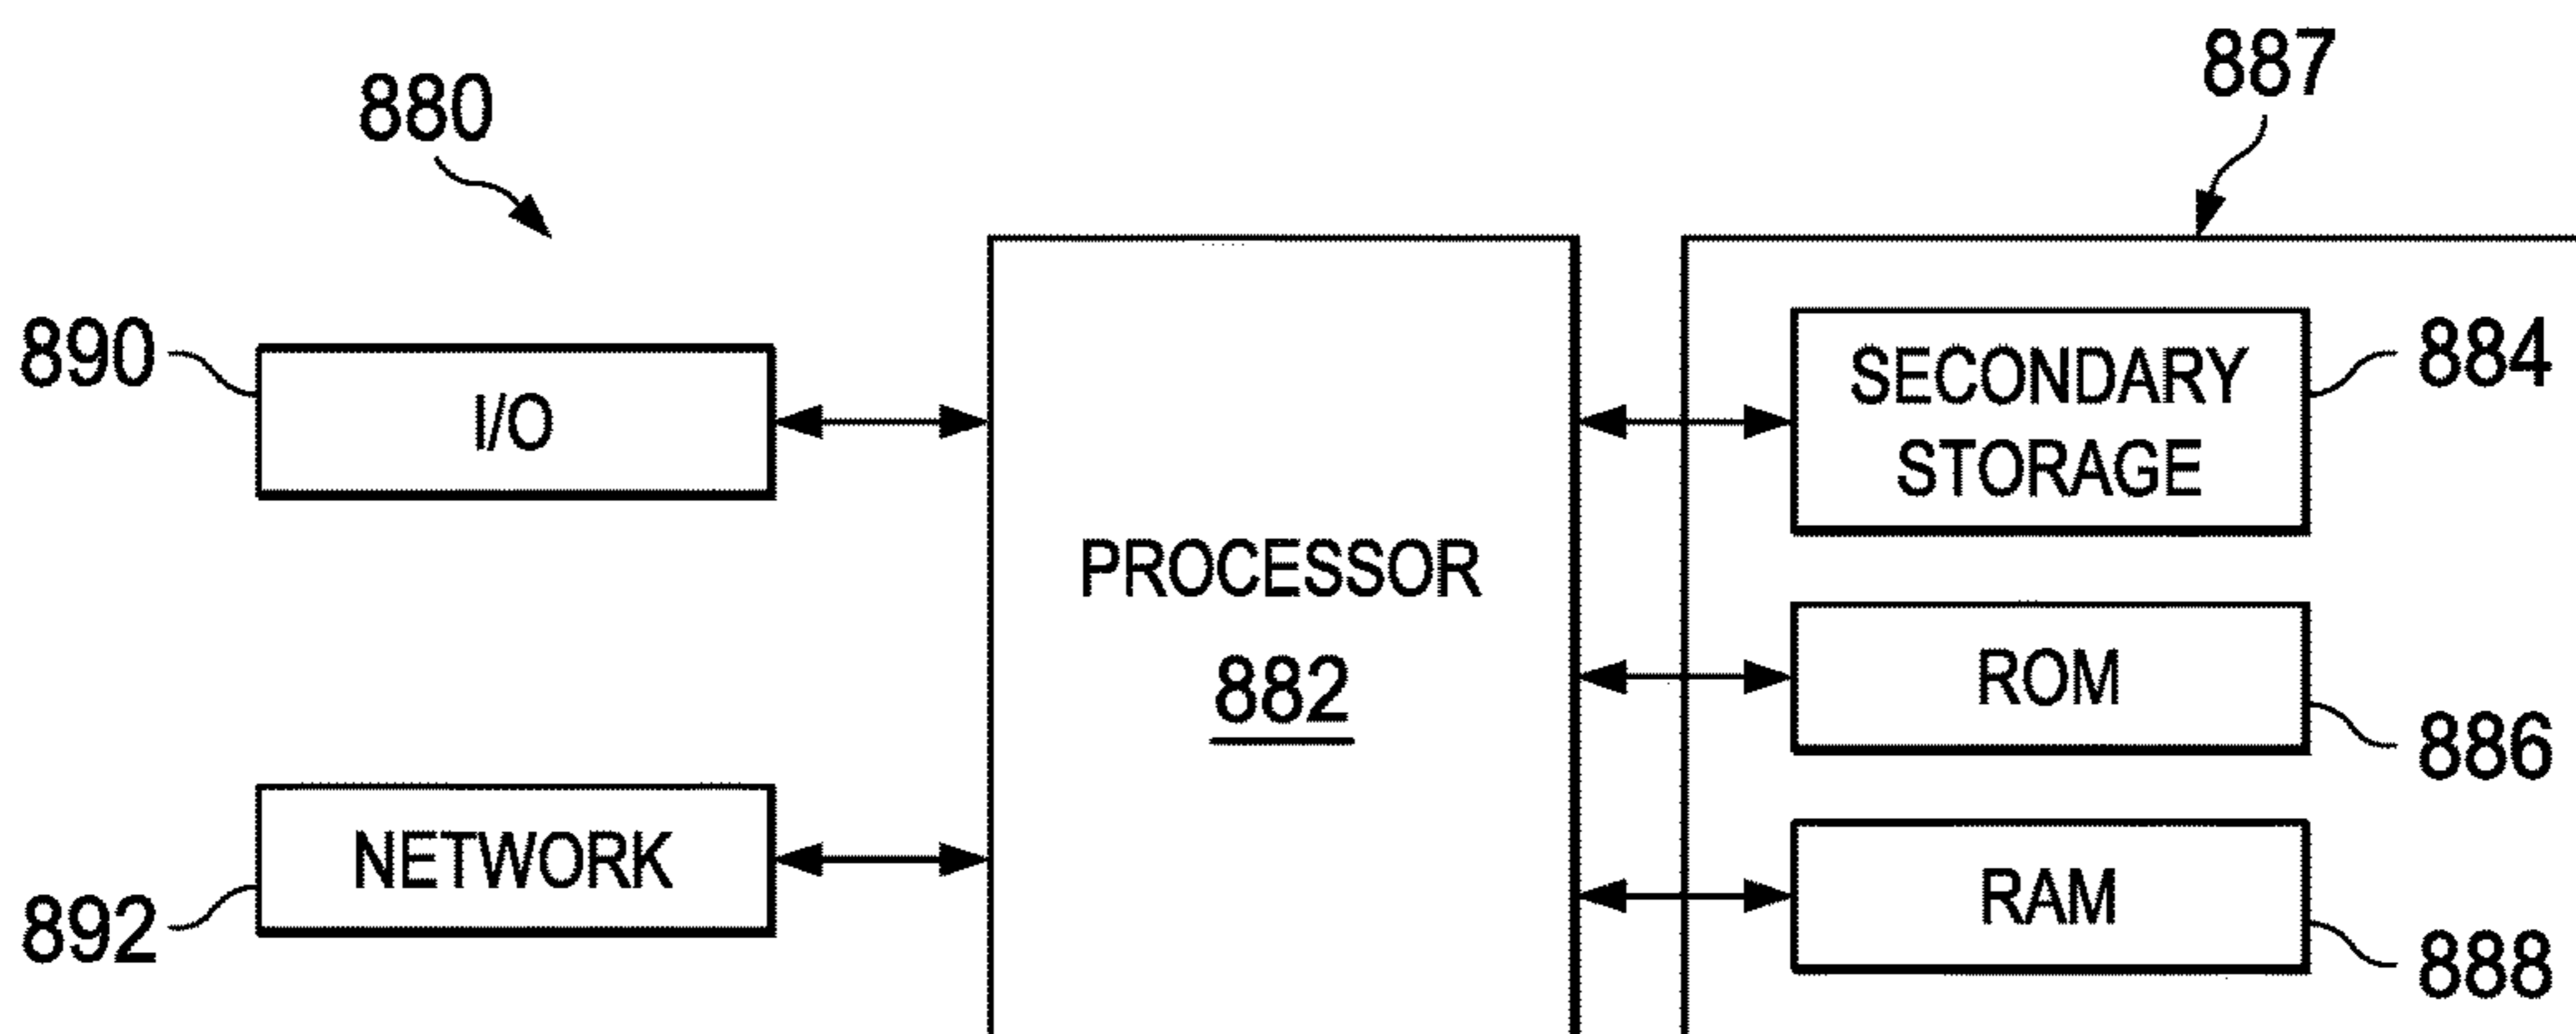 880
887
890
I/O
SECONDARY
STORAGE
884
PROCESSOR
882
ROM
886
NETWORK
892
RAM
888